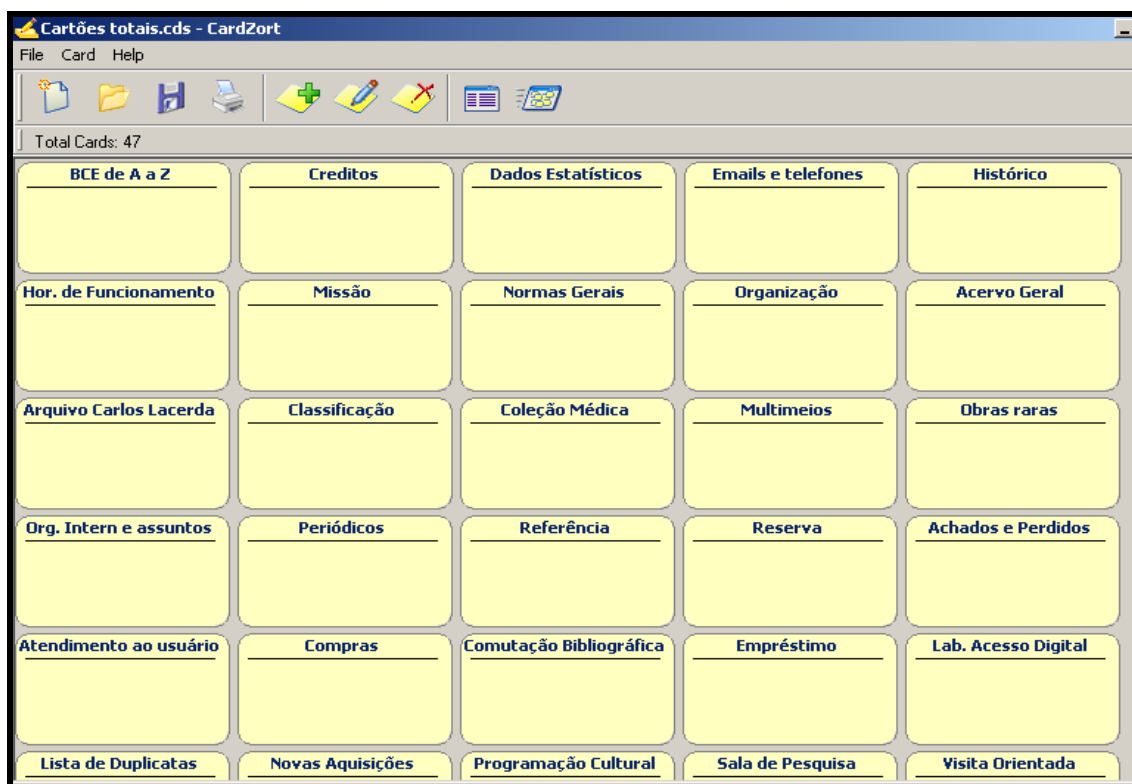 Cartões totais.cds - CardZort
File Card Help
Total Cards: 47
BCE de A a Z Creditos Dados Estatísticos Emails e telefones Histórico
Hor. de Funcionamento Missão Normas Gerais Organização Acervo Geral
Arquivo Carlos Lacerda Classificação Coleção Médica Multimeios Obras raras
Org. Intern e assuntos Periódicos Referência Reserva Achados e Perdidos
Atendimento ao usuário Compras Comutação Bibliográfica Empréstimo Lab. Acesso Digital
Lista de Duplicatas Novas Aquisições Programação Cultural Sala de Pesquisa Visita Orientada